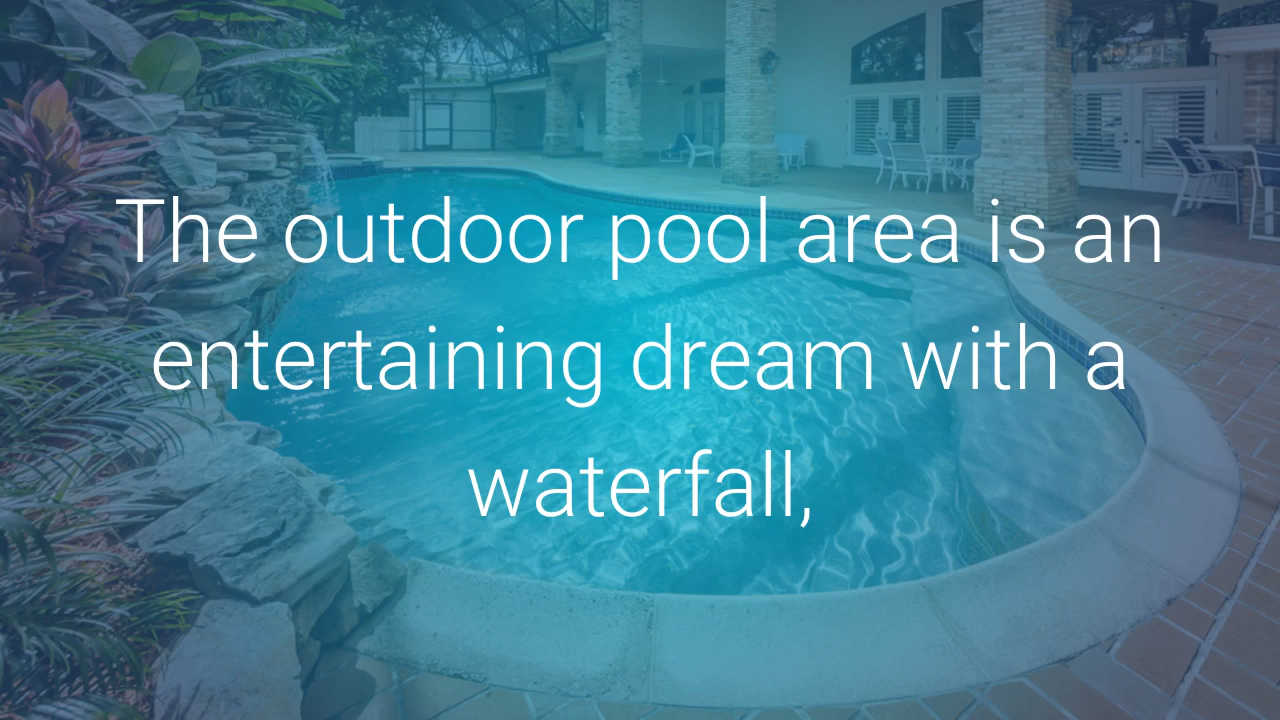 The outdoor pool area is an
entertaining dream with a
waterfall,